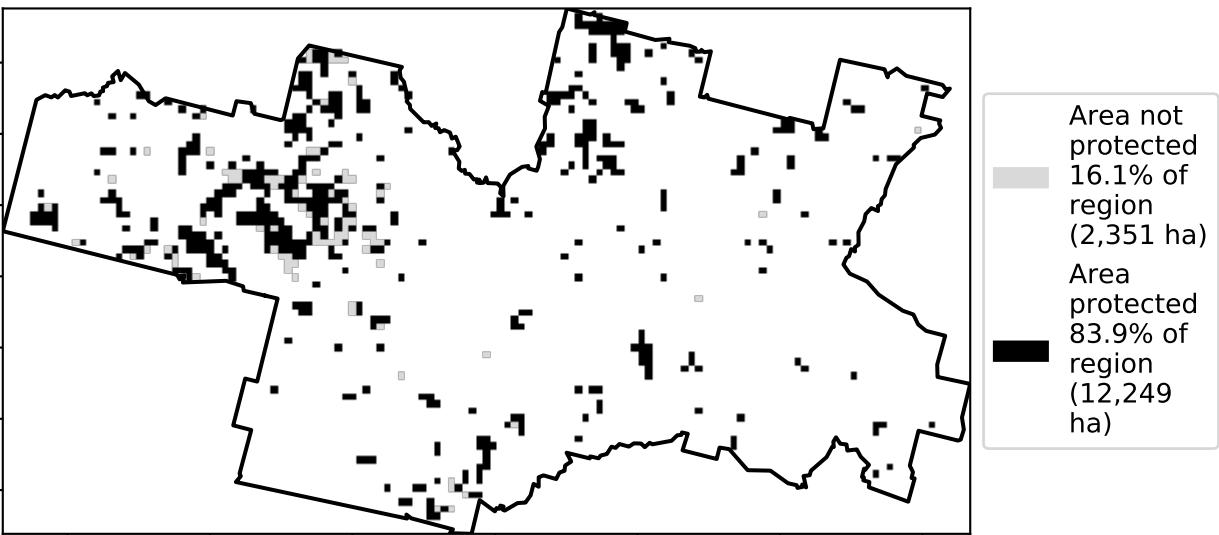 Area not
protected
16.1% of
region
(2,351 ha)
Area
protected
83.9% of
region
(12,249
ha)